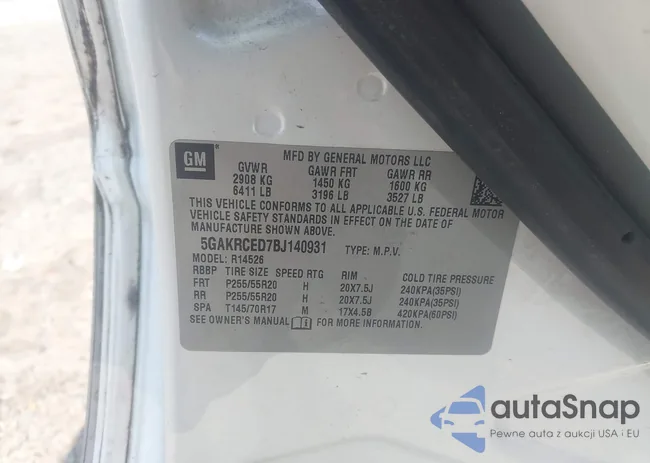 GM
MFD BY GENERAL MOTORS LLC
GVWR GAWR FRT GAWR RR
2908 KG 1450 KG 1600 KG
6411 LB 3196 LB 3527 LB
THIS VEHICLE CONFORMS TO ALL APPLICABLE U.S. FEDERAL MOTOR
VEHICLE SAFETY STANDARDS IN EFFECT ON THE DATE OF
MANUFACTURE SHOWN ABOVE.
5GAKRCED7BJ140931 TYPE: M.P.V.
MODEL: R14526
RBBP TIRE SIZE SPEED RTG RIM COLD TIRE PRESSURE
FRT P255/55R20 H 20X7.5J 240KPA(35PSI)
RR P255/55R20 H 20X7.5J 240KPA(35PSI)
SPA T145/70R17 M 17X4.5B 420KPA(60PSI)
SEE OWNER'S MANUAL FOR MORE INFORMATION.
autaSnap
Pewne auta z aukcji USA i EU